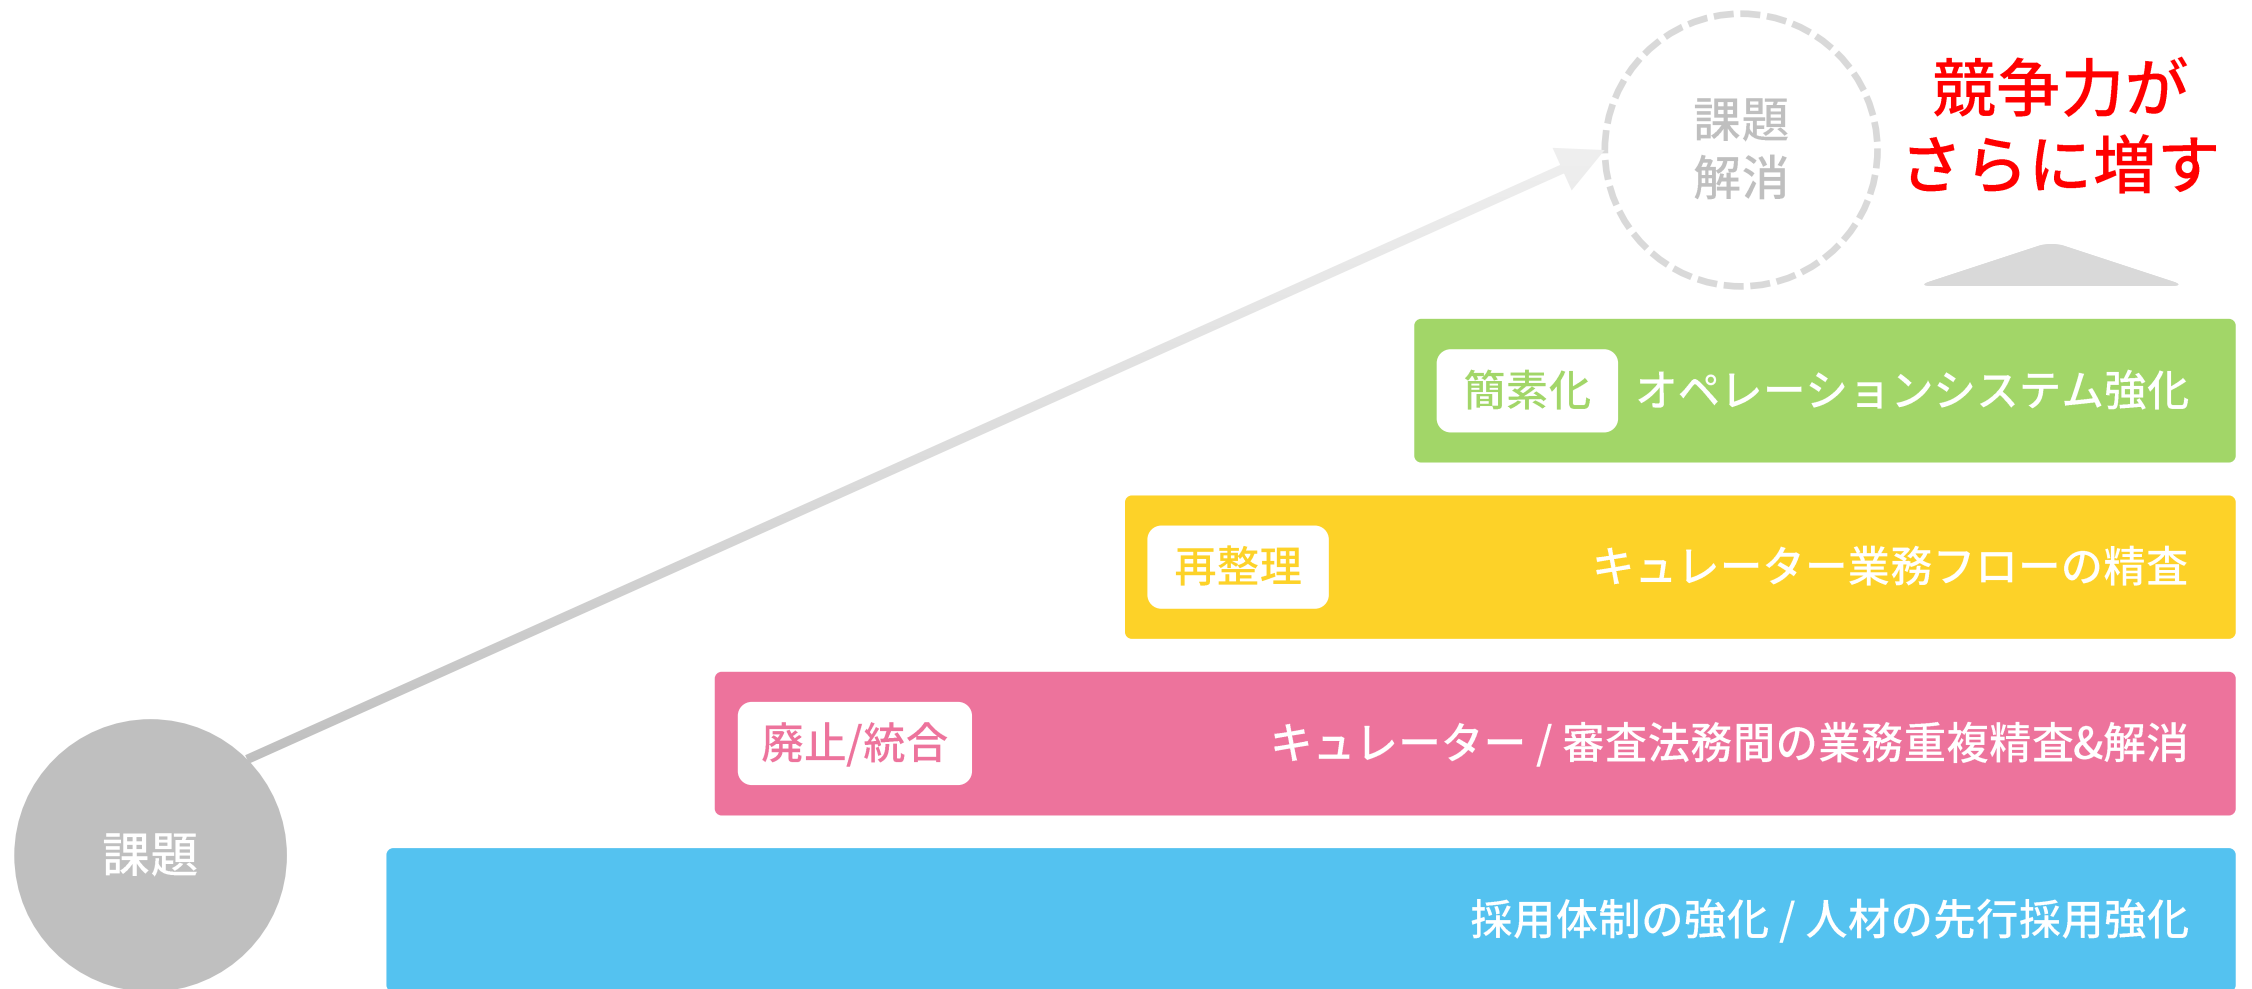 課題
解消
競争力が
さらに増す
簡素化 オペレーションシステム強化
再整理 キュレーター業務フローの精査
廃止/統合 キュレーター / 審査法務間の業務重複精査&解消
課題
採用体制の強化 / 人材の先行採用強化